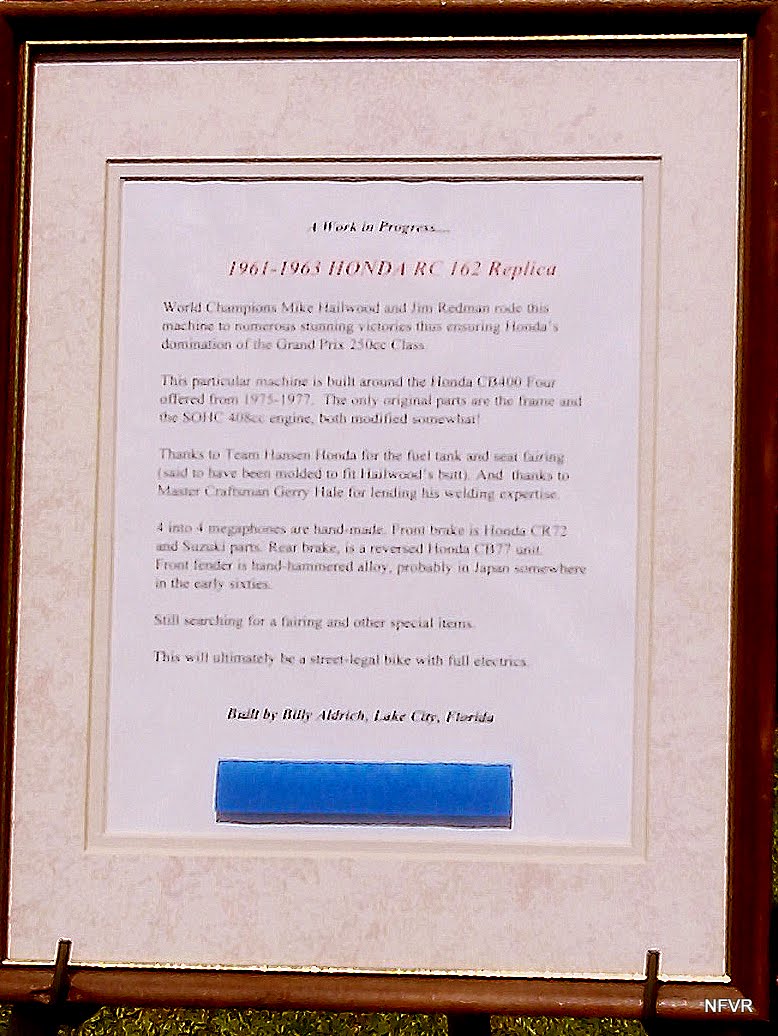 A Work in Progress....
1961-1963 HONDA RC 162 Replica
World Champions Mike Hailwood and Jim Redman rode this
machine to numerous stunning victories thus ensuring Honda's
domination of the Grand Prix 250cc Class.
This particular machine is built around the Honda CB400 Four
offered from 1975-1977. The only original parts are the frame and
the SOHC 408cc engine, both modified somewhat!
Thanks to Team Hansen Honda for the fuel tank and seat fairing
(said to have been molded to fit Hailwood's butt). And thanks to
Master Craftsman Gerry Hale for lending his welding expertise.
4 into 4 megaphones are hand-made. Front brake is Honda CR72
and Suzuki parts. Rear brake, is a reversed Honda CB77 unit.
Front fender is hand-hammered alloy, probably in Japan somewhere
in the early sixties.
Still searching for a fairing and other special items.
This will ultimately be a street-legal bike with full electrics.
Built by Billy Aldrich, Lake City, Florida
NFVR